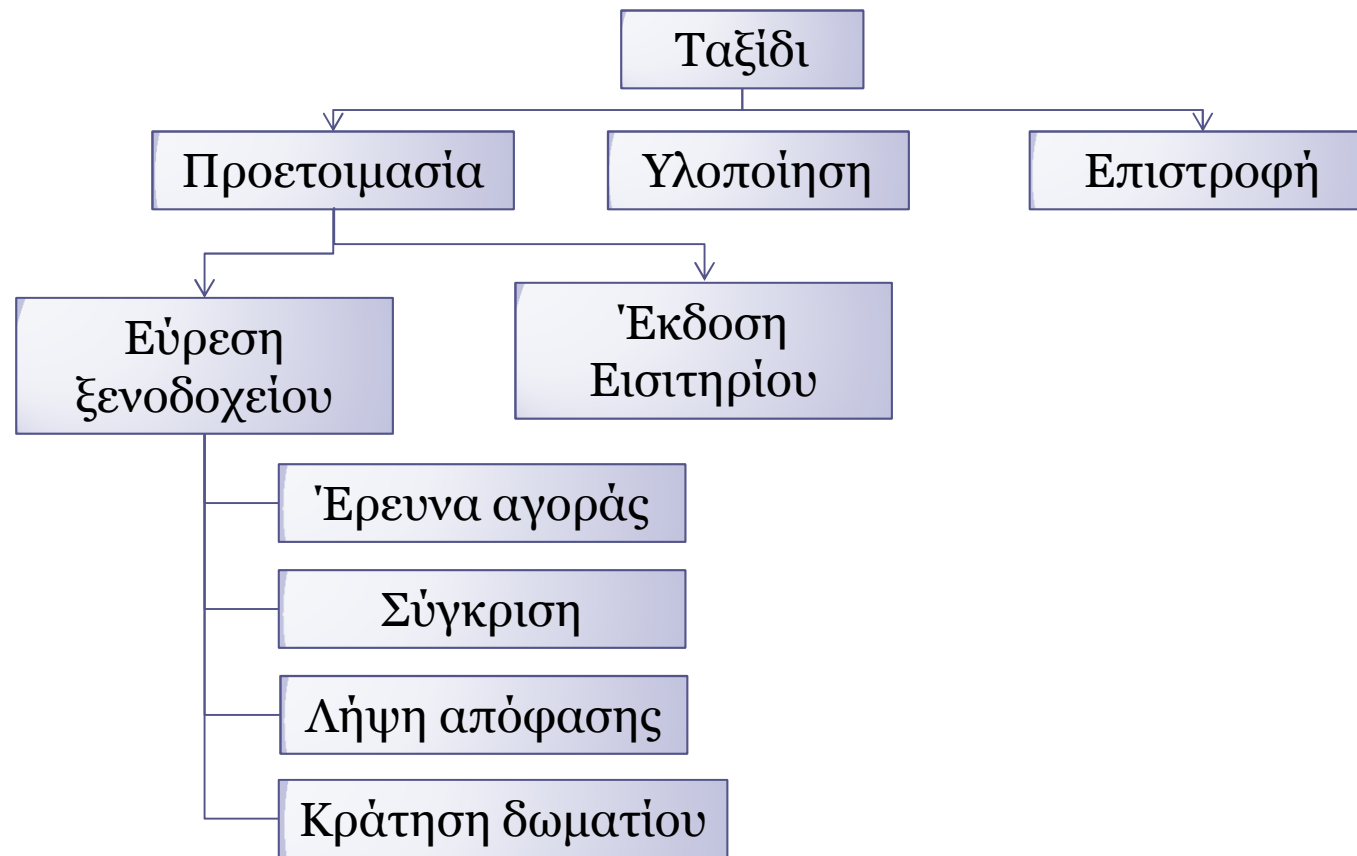 Ταξίδι
Προετοιμασία
Υλοποίηση
Επιστροφή
Εύρεση
ξενοδοχείου
Έκδοση
Εισιτηρίου
Έρευνα αγοράς
Σύγκριση
Λήψη απόφασης
Κράτηση δωματίου